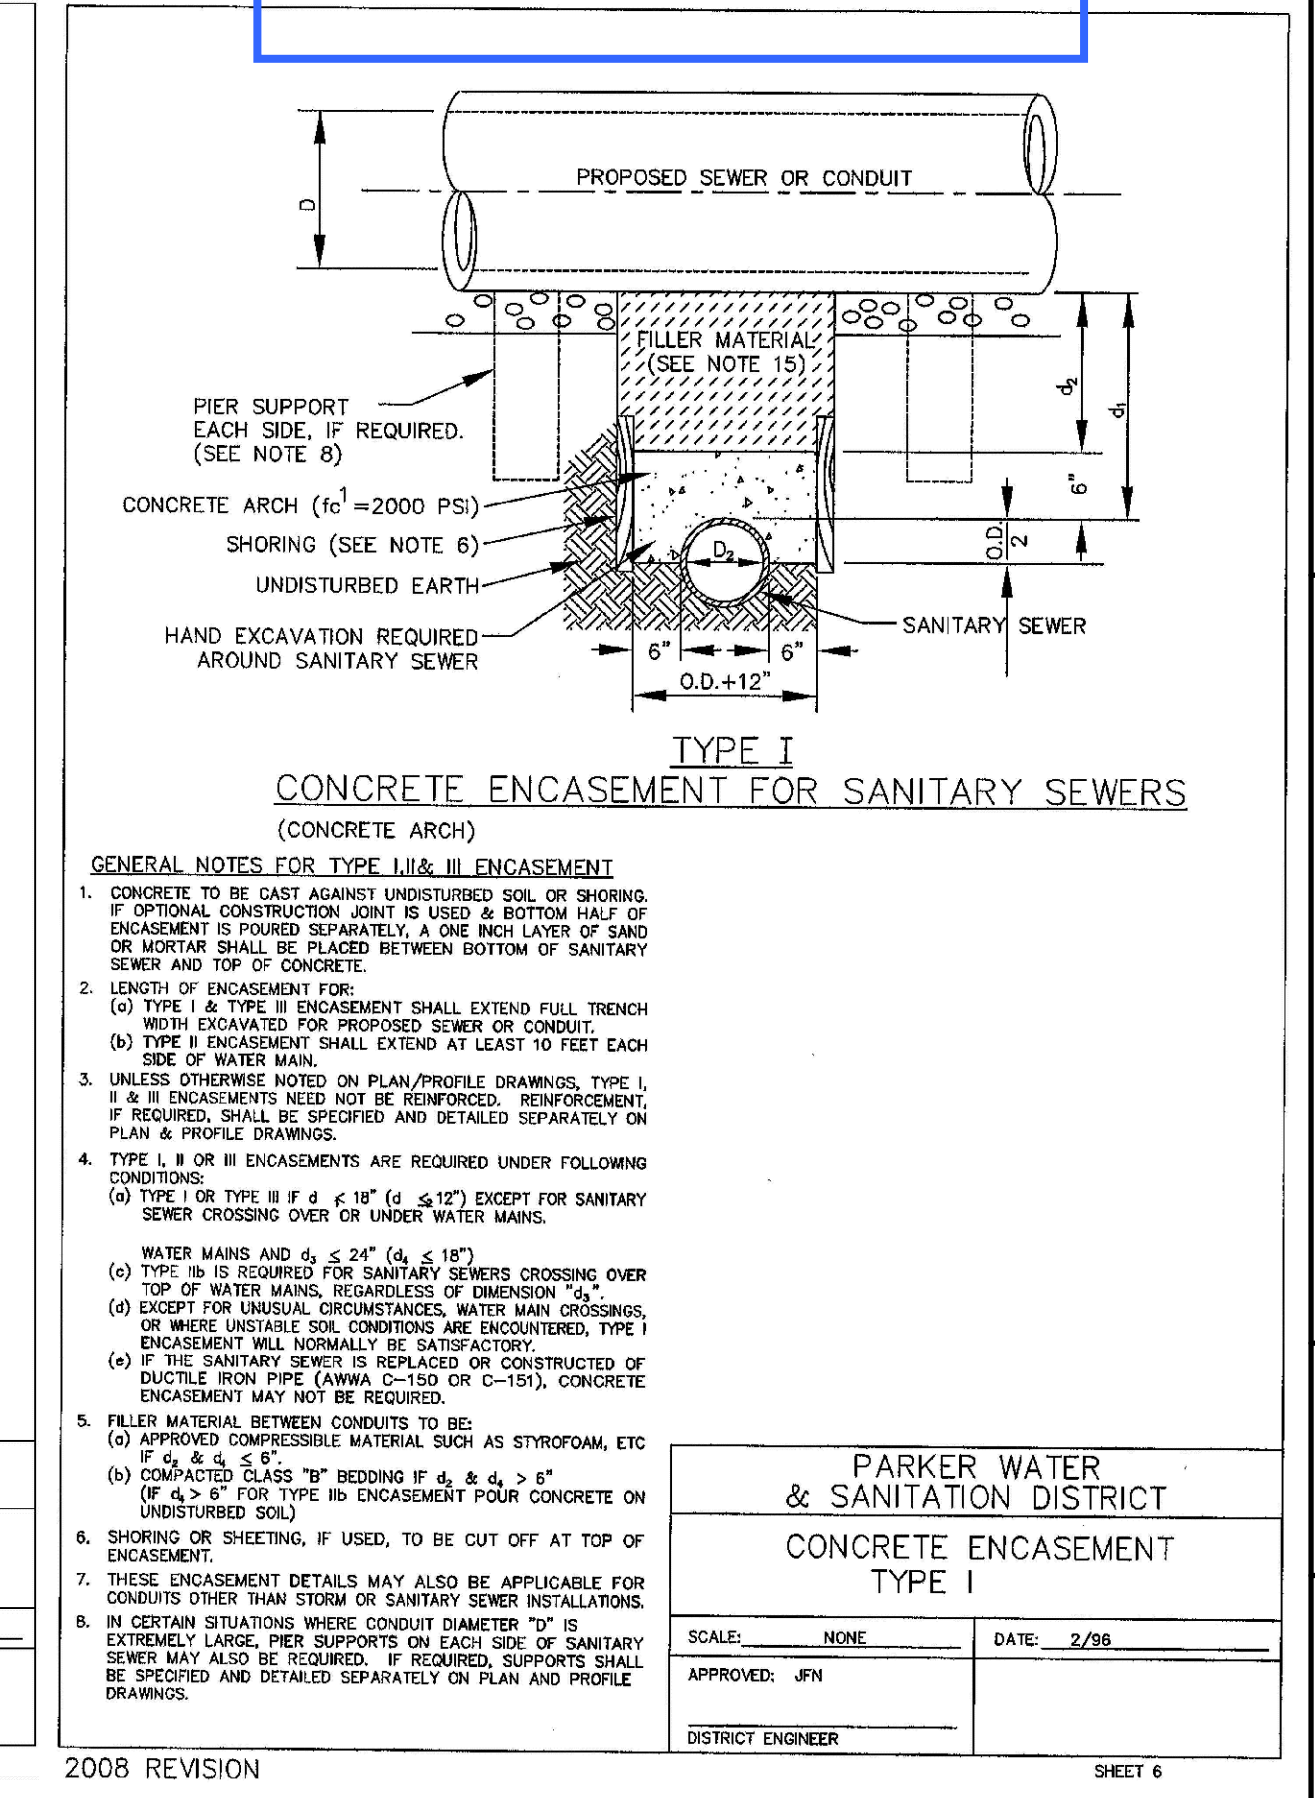 PROPOSED SEWER OR CONDUIT
D
FILLER MATERIAL
(SEE NOTE 15)
d₂
d₁
PIER SUPPORT
EACH SIDE, IF REQUIRED.
(SEE NOTE 8)
6"
CONCRETE ARCH (fc¹ =2000 PSI)
O.D.
2
SHORING (SEE NOTE 6)
D₂
UNDISTURBED EARTH
SANITARY SEWER
HAND EXCAVATION REQUIRED
AROUND SANITARY SEWER
6" 6"
O.D.+12"
TYPE I
CONCRETE ENCASEMENT FOR SANITARY SEWERS
(CONCRETE ARCH)
GENERAL NOTES FOR TYPE I,II& III ENCASEMENT
1. CONCRETE TO BE CAST AGAINST UNDISTURBED SOIL OR SHORING.
IF OPTIONAL CONSTRUCTION JOINT IS USED & BOTTOM HALF OF
ENCASEMENT IS POURED SEPARATELY, A ONE INCH LAYER OF SAND
OR MORTAR SHALL BE PLACED BETWEEN BOTTOM OF SANITARY
SEWER AND TOP OF CONCRETE.
2. LENGTH OF ENCASEMENT FOR:
(a) TYPE I & TYPE III ENCASEMENT SHALL EXTEND FULL TRENCH
WIDTH EXCAVATED FOR PROPOSED SEWER OR CONDUIT.
(b) TYPE II ENCASEMENT SHALL EXTEND AT LEAST 10 FEET EACH
SIDE OF WATER MAIN.
3. UNLESS OTHERWISE NOTED ON PLAN/PROFILE DRAWINGS, TYPE I,
II & III ENCASEMENTS NEED NOT BE REINFORCED. REINFORCEMENT,
IF REQUIRED, SHALL BE SPECIFIED AND DETAILED SEPARATELY ON
PLAN & PROFILE DRAWINGS.
4. TYPE I, II OR III ENCASEMENTS ARE REQUIRED UNDER FOLLOWING
CONDITIONS:
(a) TYPE I OR TYPE III IF d < 18" (d ≤ 12") EXCEPT FOR SANITARY
SEWER CROSSING OVER OR UNDER WATER MAINS.
WATER MAINS AND d₃ ≤ 24" (d₄ ≤ 18")
(c) TYPE IIb IS REQUIRED FOR SANITARY SEWERS CROSSING OVER
TOP OF WATER MAINS, REGARDLESS OF DIMENSION "d₃".
(d) EXCEPT FOR UNUSUAL CIRCUMSTANCES, WATER MAIN CROSSINGS,
OR WHERE UNSTABLE SOIL CONDITIONS ARE ENCOUNTERED, TYPE I
ENCASEMENT WILL NORMALLY BE SATISFACTORY.
(e) IF THE SANITARY SEWER IS REPLACED OR CONSTRUCTED OF
DUCTILE IRON PIPE (AWWA C-150 OR C-151), CONCRETE
ENCASEMENT MAY NOT BE REQUIRED.
5. FILLER MATERIAL BETWEEN CONDUITS TO BE:
(a) APPROVED COMPRESSIBLE MATERIAL SUCH AS STYROFOAM, ETC
IF d₂ & d₄ ≤ 6".
(b) COMPACTED CLASS "B" BEDDING IF d₂ & d₄ > 6"
(IF d₄ > 6" FOR TYPE IIb ENCASEMENT POUR CONCRETE ON
UNDISTURBED SOIL)
6. SHORING OR SHEETING, IF USED, TO BE CUT OFF AT TOP OF
ENCASEMENT.
7. THESE ENCASEMENT DETAILS MAY ALSO BE APPLICABLE FOR
CONDUITS OTHER THAN STORM OR SANITARY SEWER INSTALLATIONS.
8. IN CERTAIN SITUATIONS WHERE CONDUIT DIAMETER "D" IS
EXTREMELY LARGE, PIER SUPPORTS ON EACH SIDE OF SANITARY
SEWER MAY ALSO BE REQUIRED. IF REQUIRED, SUPPORTS SHALL
BE SPECIFIED AND DETAILED SEPARATELY ON PLAN AND PROFILE
DRAWINGS.
PARKER WATER
& SANITATION DISTRICT
CONCRETE ENCASEMENT
TYPE I
SCALE: NONE
DATE: 2/96
APPROVED: JFN
DISTRICT ENGINEER
2008 REVISION
SHEET 6